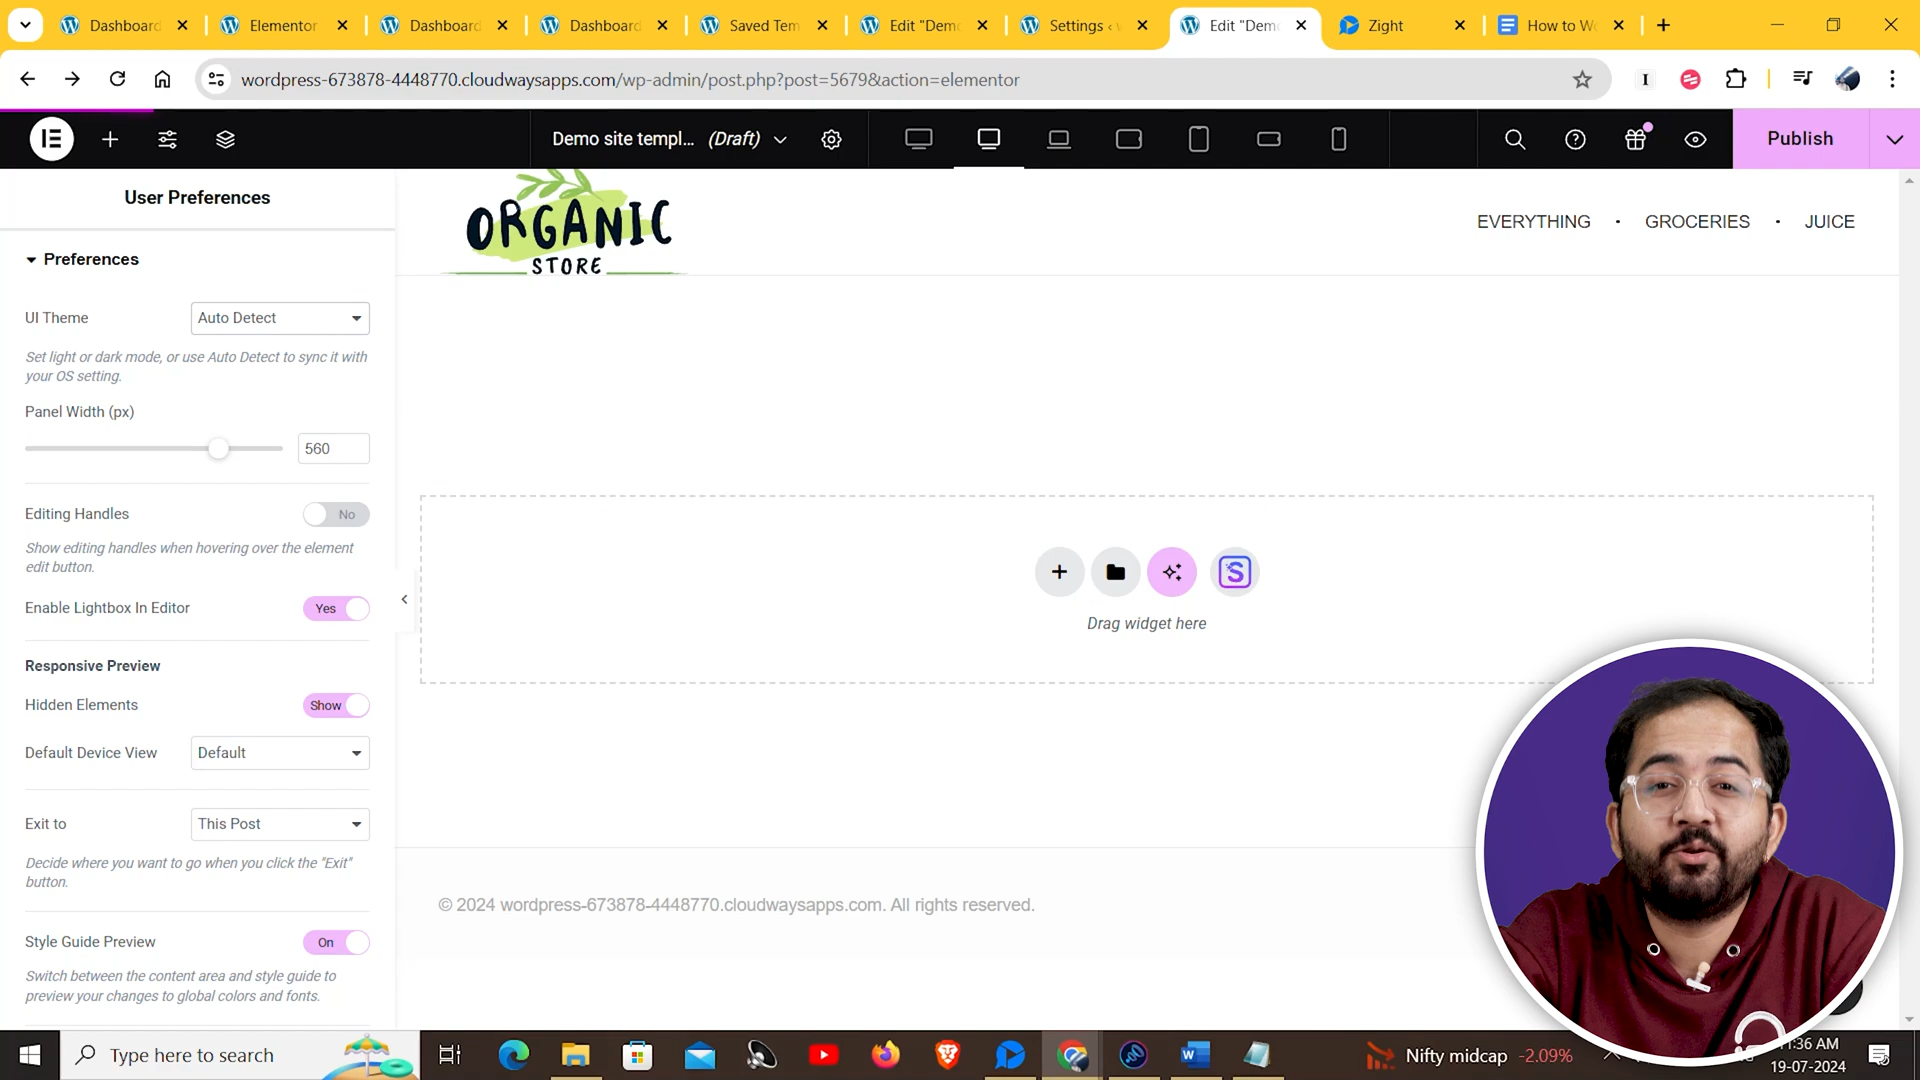 Dashboard
Elementor
Dashboard
Dashboard
Saved Tem
Edit "Dem
Settings ‹
Edit "Dem
Zight
How to W
wordpress-673878-4448770.cloudwaysapps.com/wp-admin/post.php?post=5679&action=elementor
Demo site templ... (Draft)
Publish
User Preferences
Preferences
UI Theme
Auto Detect
Set light or dark mode, or use Auto Detect to sync it with
your OS setting.
Panel Width (px)
560
Editing Handles
No
Show editing handles when hovering over the element
edit button.
Enable Lightbox In Editor
Yes
Responsive Preview
Hidden Elements
Show
Default Device View
Default
Exit to
This Post
Decide where you want to go when you click the "Exit"
button.
Style Guide Preview
On
Switch between the content area and style guide to
preview your changes to global colors and fonts.
ORGANIC
STORE
EVERYTHING · GROCERIES · JUICE
Drag widget here
© 2024 wordpress-673878-4448770.cloudwaysapps.com. All rights reserved.
Type here to search
Nifty midcap -2.09%
:36 AM
19-07-2024